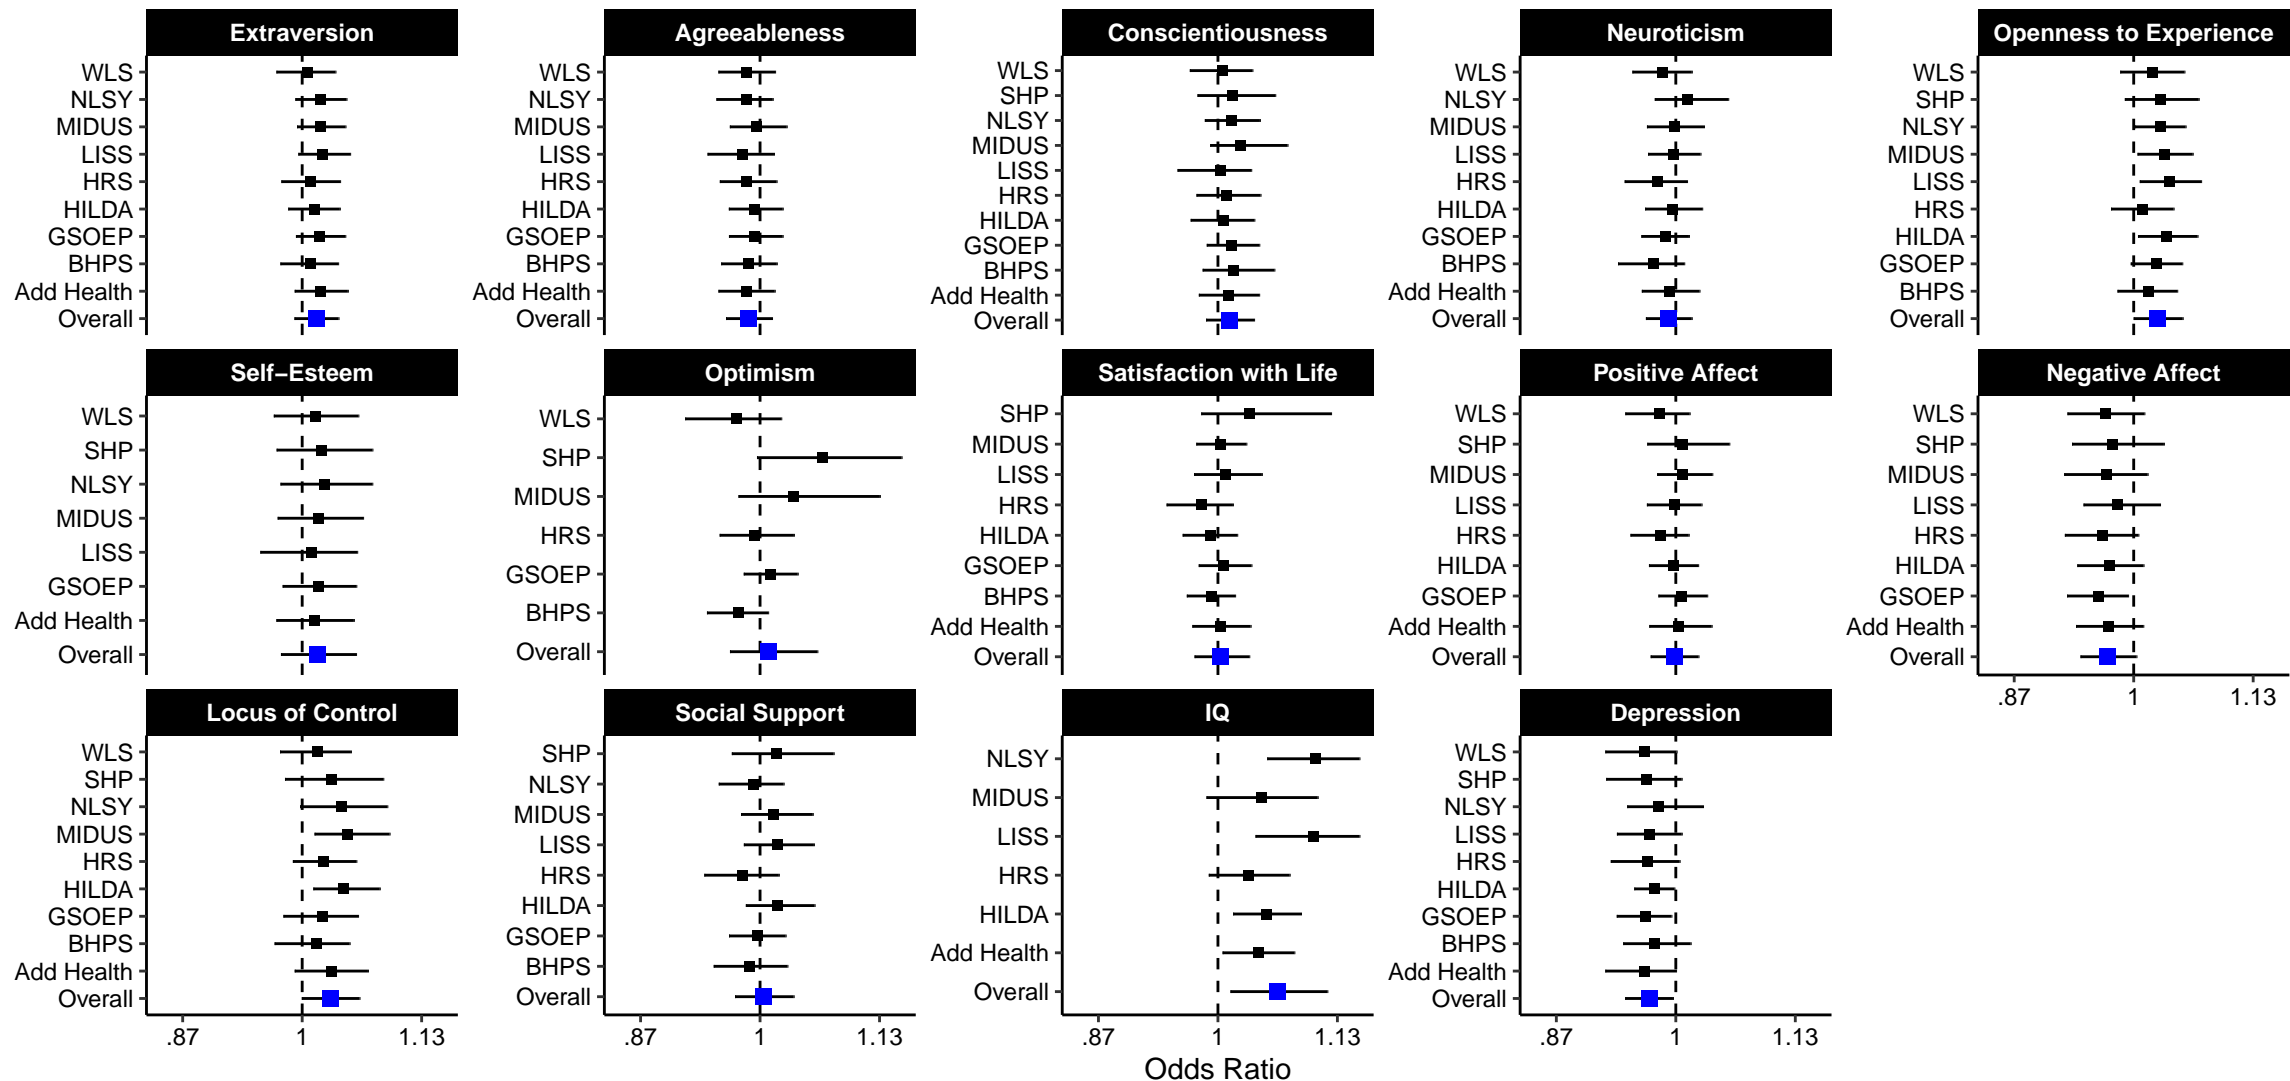 Extraversion
WLS
NLSY
MIDUS
LISS
HRS
HILDA
GSOEP
BHPS
Add Health
Overall
Agreeableness
WLS
NLSY
MIDUS
LISS
HRS
HILDA
GSOEP
BHPS
Add Health
Overall
Conscientiousness
WLS
SHP
NLSY
MIDUS
LISS
HRS
HILDA
GSOEP
BHPS
Add Health
Overall
Neuroticism
WLS
NLSY
MIDUS
LISS
HRS
HILDA
GSOEP
BHPS
Add Health
Overall
Openness to Experience
WLS
SHP
NLSY
MIDUS
LISS
HRS
HILDA
GSOEP
BHPS
Overall
Self−Esteem
WLS
SHP
NLSY
MIDUS
LISS
GSOEP
Add Health
Overall
Optimism
WLS
SHP
MIDUS
HRS
GSOEP
BHPS
Overall
Satisfaction with Life
SHP
MIDUS
LISS
HRS
HILDA
GSOEP
BHPS
Add Health
Overall
Positive Affect
WLS
SHP
MIDUS
LISS
HRS
HILDA
GSOEP
Add Health
Overall
Negative Affect
WLS
SHP
MIDUS
LISS
HRS
HILDA
GSOEP
Add Health
Overall
.87 1 1.13
Locus of Control
WLS
SHP
NLSY
MIDUS
HRS
HILDA
GSOEP
BHPS
Add Health
Overall
.87 1 1.13
Social Support
SHP
NLSY
MIDUS
LISS
HRS
HILDA
GSOEP
BHPS
Overall
.87 1 1.13
IQ
NLSY
MIDUS
LISS
HRS
HILDA
Add Health
Overall
.87 1 1.13
Depression
WLS
SHP
NLSY
LISS
HRS
HILDA
GSOEP
BHPS
Add Health
Overall
.87 1 1.13
Odds Ratio